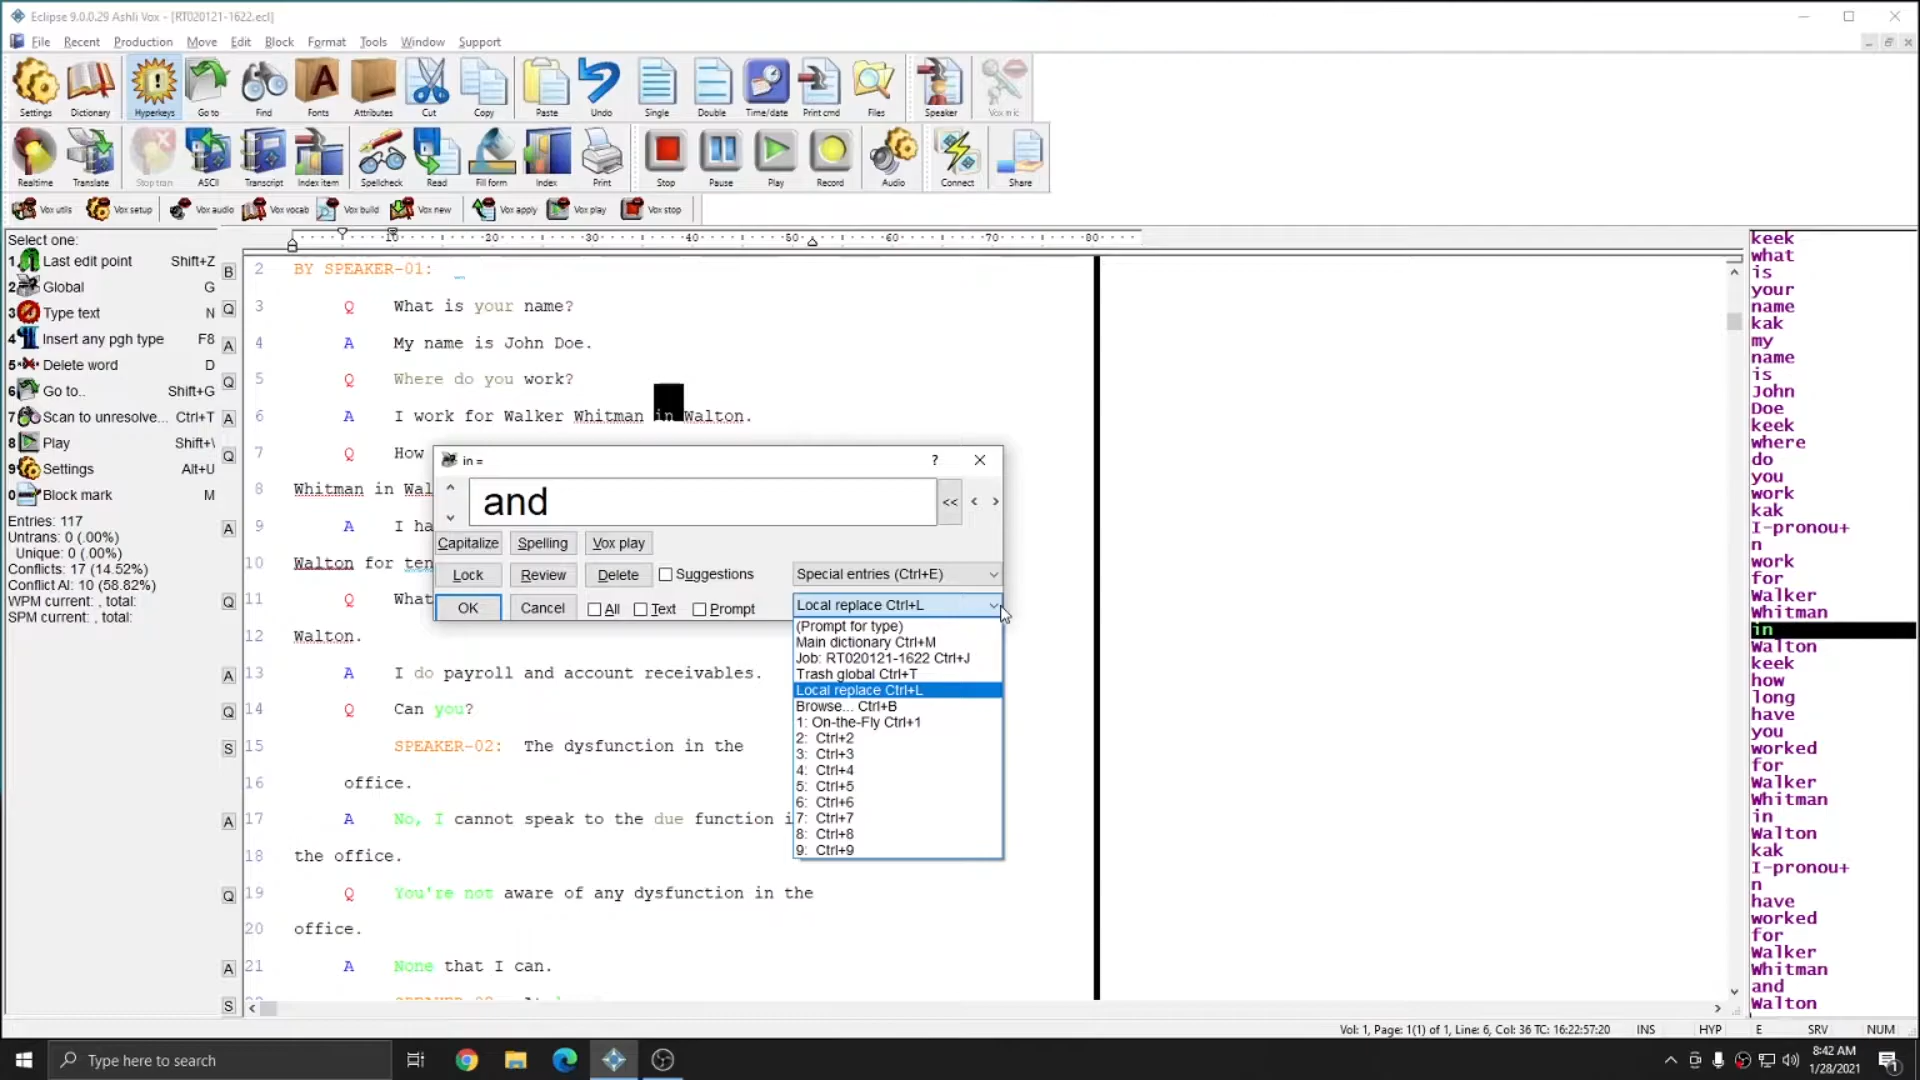 Eclipse 9.0.0.29 Ashli Vox - [RT020121-1622.ecl]
File Recent Production Move Edit Block Format Tools Window Support
Settings Dictionary Hyperkeys Go to Find Fonts Attributes Cut Copy Paste Undo Single Double Time/date Print cmd Files Speaker Vox mic
Realtime Translate Stop tran ASCII Transcript Index item Spellcheck Read Fill form Index Print Stop Pause Play Record Audio Connect Share
Vox utils Vox setup Vox audio Vox vocab Vox build Vox new Vox apply Vox play Vox stop
Select one:
1 Last edit point Shift+Z
2 Global G
3 Type text N
4 Insert any pgh type F8
5 Delete word D
6 Go to.. Shift+G
7 Scan to unresolve... Ctrl+T
8 Play Shift+\
9 Settings Alt+U
0 Block mark M
Entries: 117
Untrans: 0 (.00%)
Unique: 0 (.00%)
Conflicts: 17 (14.52%)
Conflict AI: 10 (58.82%)
WPM current: , total:
SPM current: , total:
10 20 30 40 50 60 70 80
B 2 BY SPEAKER-01:
Q 3 Q What is your name?
A 4 A My name is John Doe.
Q 5 Q Where do you work?
A 6 A I work for Walker Whitman in Walton.
Q 7 Q How
8 Whitman in Wal
A 9 A I ha
10 Walton for ten
Q 11 Q What
12 Walton.
A 13 A I do payroll and account receivables.
Q 14 Q Can you?
S 15 SPEAKER-02: The dysfunction in the
16 office.
A 17 A No, I cannot speak to the due function i
18 the office.
Q 19 Q You're not aware of any dysfunction in the
20 office.
A 21 A None that I can.
S
in =
?
and
<< < >
Capitalize Spelling Vox play
Lock Review Delete Suggestions Special entries (Ctrl+E)
OK Cancel All Text Prompt Local replace Ctrl+L
(Prompt for type)
Main dictionary Ctrl+M
Job: RT020121-1622 Ctrl+J
Trash global Ctrl+T
Local replace Ctrl+L
Browse... Ctrl+B
1: On-the-Fly Ctrl+1
2: Ctrl+2
3: Ctrl+3
4: Ctrl+4
5: Ctrl+5
6: Ctrl+6
7: Ctrl+7
8: Ctrl+8
9: Ctrl+9
keek
what
is
your
name
kak
my
name
is
John
Doe
keek
where
do
you
work
kak
I-pronou+
n
work
for
Walker
Whitman
in
Walton
keek
how
long
have
you
worked
for
Walker
Whitman
in
Walton
kak
I-pronou+
n
have
worked
for
Walker
Whitman
and
Walton
Vol: 1, Page: 1(1) of 1, Line: 6, Col: 36 TC: 16:22:57:20 INS HYP E SRV NUM
Type here to search
8:42 AM
1/28/2021
1